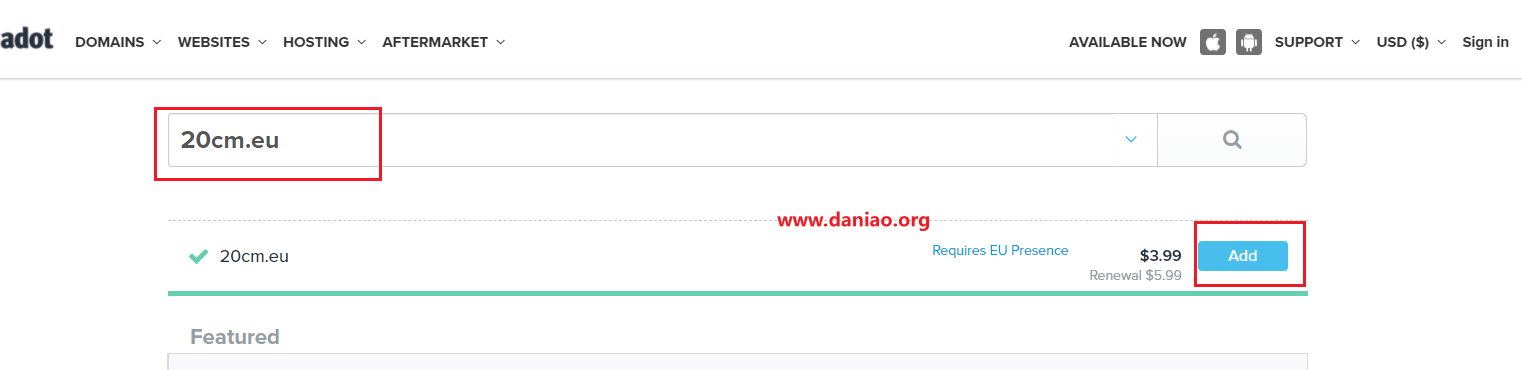 adot DOMAINS WEBSITES HOSTING AFTERMARKET AVAILABLE NOW SUPPORT USD ($) Sign in
20cm.eu
www.daniao.org
20cm.eu Requires EU Presence $3.99 Add
Renewal $5.99
Featured